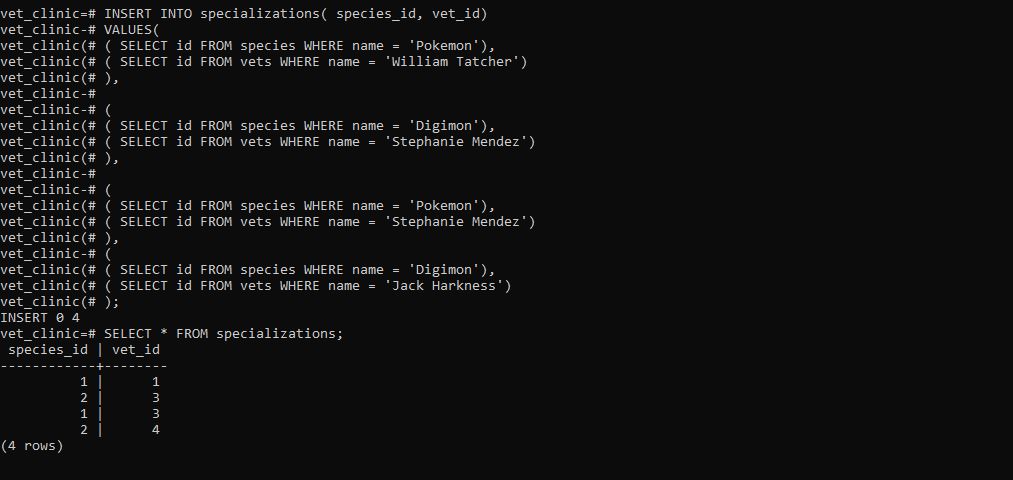 vet_clinic=# INSERT INTO specializations( species_id, vet_id)
vet_clinic-# VALUES(
vet_clinic(# ( SELECT id FROM species WHERE name = 'Pokemon'),
vet_clinic(# ( SELECT id FROM vets WHERE name = 'William Tatcher')
vet_clinic(# ),
vet_clinic-#
vet_clinic-# (
vet_clinic(# ( SELECT id FROM species WHERE name = 'Digimon'),
vet_clinic(# ( SELECT id FROM vets WHERE name = 'Stephanie Mendez')
vet_clinic(# ),
vet_clinic-#
vet_clinic-# (
vet_clinic(# ( SELECT id FROM species WHERE name = 'Pokemon'),
vet_clinic(# ( SELECT id FROM vets WHERE name = 'Stephanie Mendez')
vet_clinic(# ),
vet_clinic-# (
vet_clinic(# ( SELECT id FROM species WHERE name = 'Digimon'),
vet_clinic(# ( SELECT id FROM vets WHERE name = 'Jack Harkness')
vet_clinic(# );
INSERT 0 4
vet_clinic=# SELECT * FROM specializations;
 species_id | vet_id
------------+--------
          1 |      1
          2 |      3
          1 |      3
          2 |      4
(4 rows)